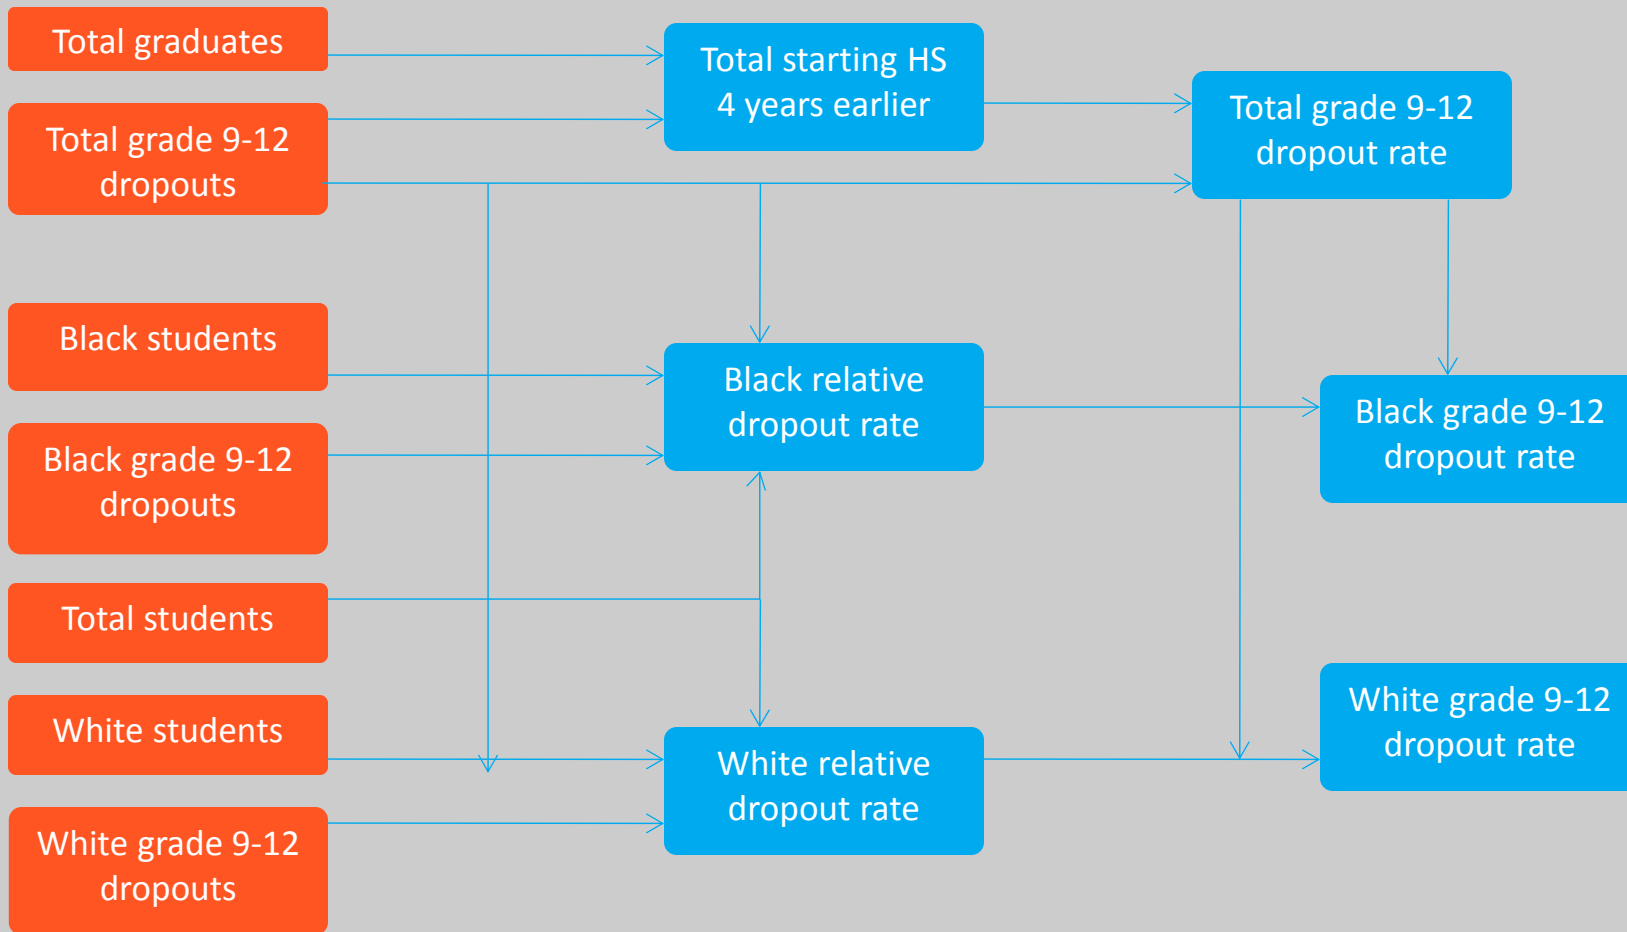 Total graduates
Total starting HS
4 years earlier
Total grade 9-12
dropout rate
Total grade 9-12
dropouts
Black students
Black relative
dropout rate
Black grade 9-12
dropout rate
Black grade 9-12
dropouts
Total students
White students
White relative
dropout rate
White grade 9-12
dropout rate
White grade 9-12
dropouts